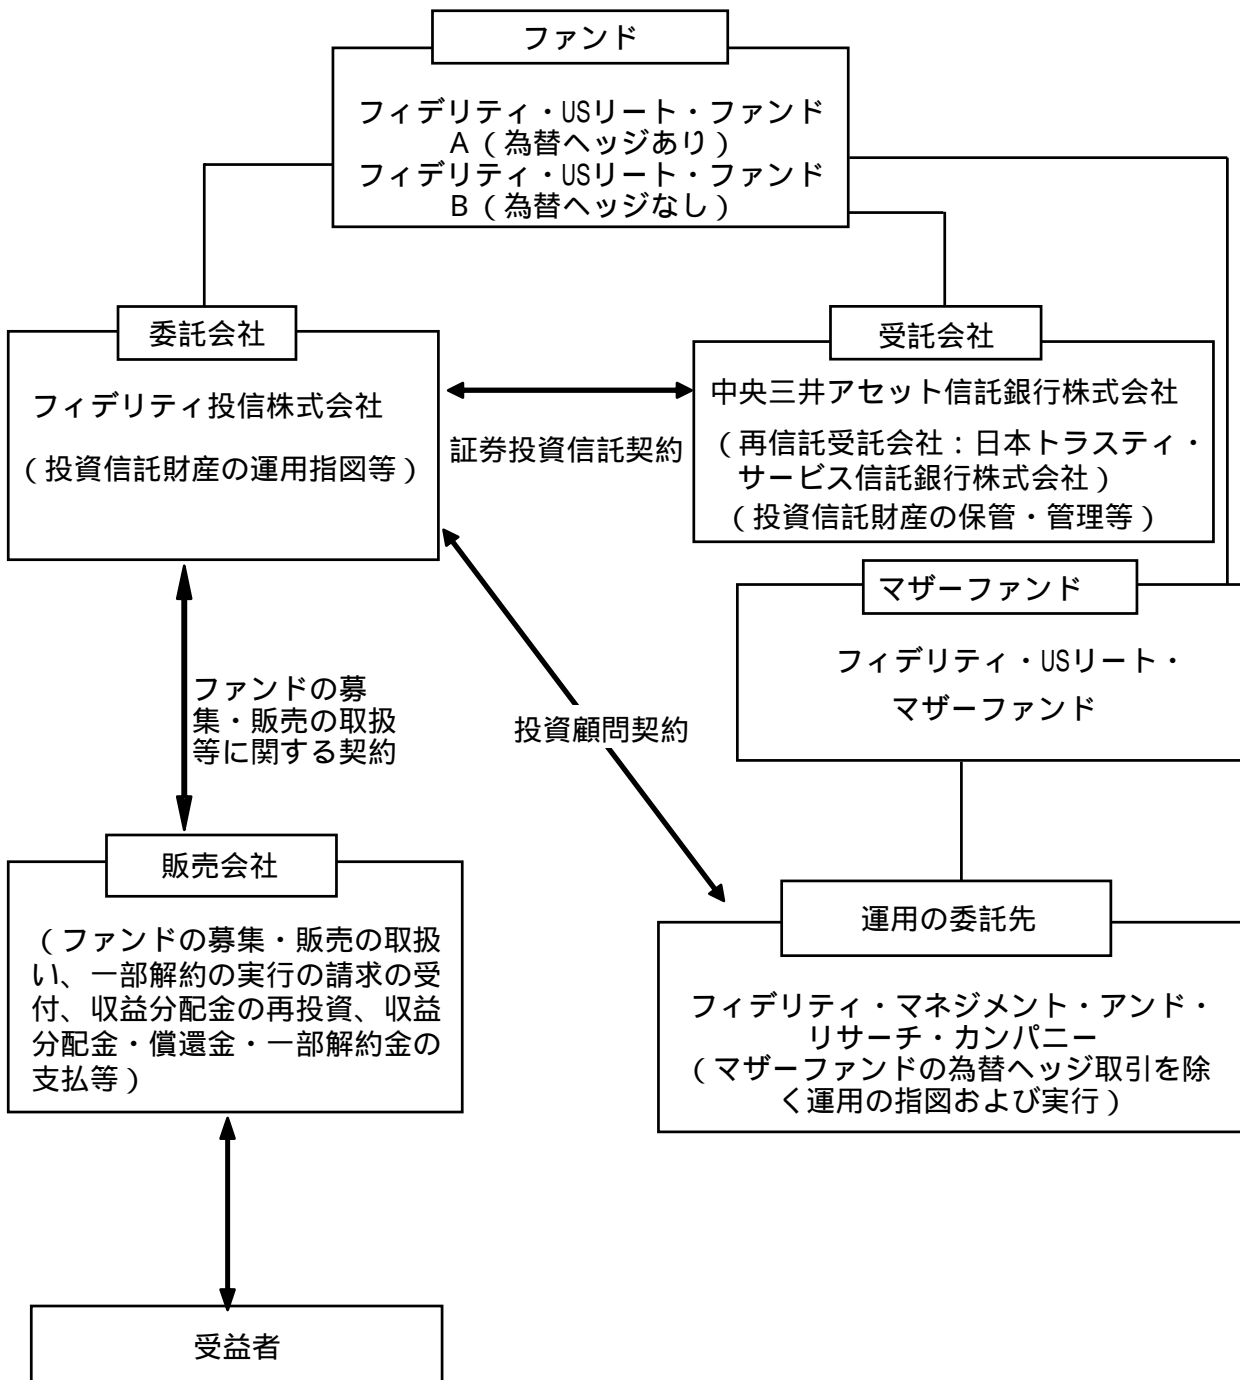 ファンド
フィデリティ・USリート・ファンド
A（為替ヘッジあり）
フィデリティ・USリート・ファンド
B（為替ヘッジなし）
委託会社
フィデリティ投信株式会社
（投資信託財産の運用指図等）
証券投資信託契約
受託会社
中央三井アセット信託銀行株式会社
（再信託受託会社：日本トラスティ・
サービス信託銀行株式会社）
（投資信託財産の保管・管理等）
マザーファンド
フィデリティ・USリート・
マザーファンド
ファンドの募
集・販売の取扱
等に関する契約
投資顧問契約
販売会社
（ファンドの募集・販売の取扱
い、一部解約の実行の請求の受
付、収益分配金の再投資、収益
分配金・償還金・一部解約金の
支払等）
運用の委託先
フィデリティ・マネジメント・アンド・
リサーチ・カンパニー
（マザーファンドの為替ヘッジ取引を除
く運用の指図および実行）
受益者